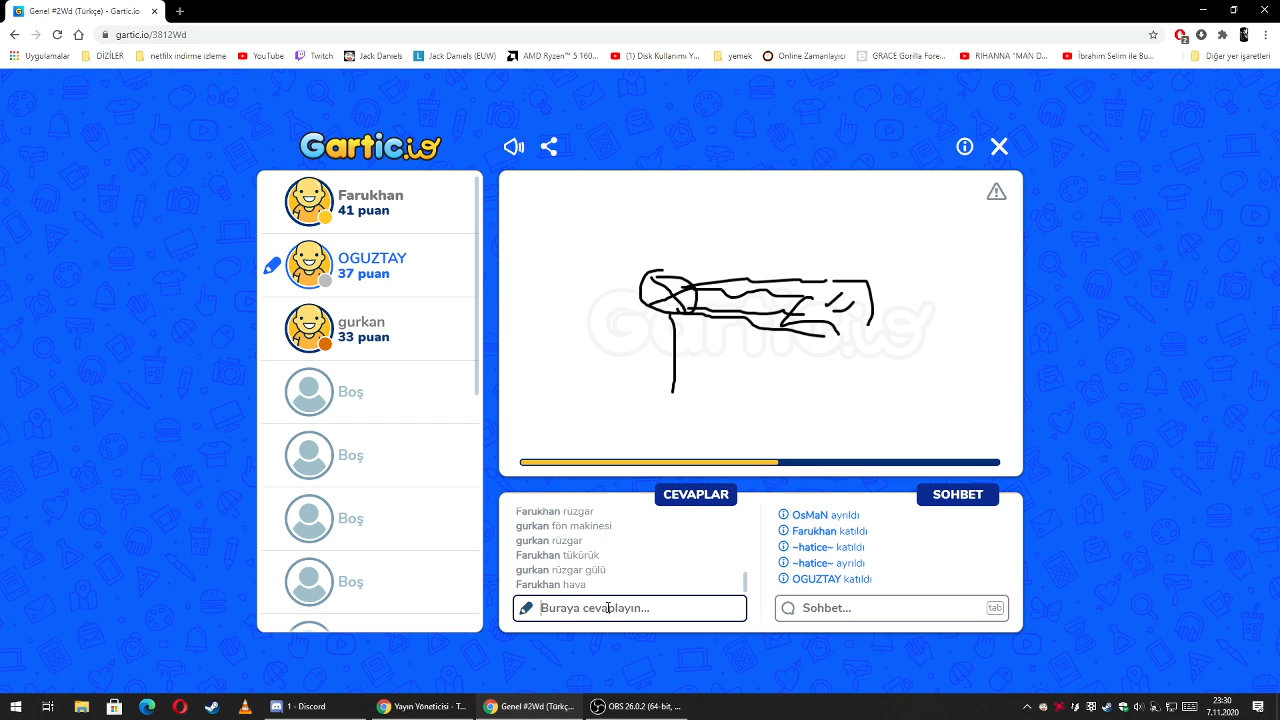 Genel #2Wd (Türkçe) - Gartic.io
gartic.io/3812Wd
2
Uygulamalar
DİZİLER
netflix indirme izleme
YouTube
Twitch
Jack Daniels
Jack Daniels (EUW)
AMD Ryzen™ 5 160...
(1) Disk Kullanımı Y...
yemek
Online Zamanlayıcı
GRACE Gorilla Fore...
RIHANNA "MAN D...
İbrahim Selim ile Bu...
Diğer yer işaretleri
Gartic.io
Farukhan
41 puan
OGUZTAY
37 puan
gurkan
33 puan
Boş
Boş
Boş
Boş
Gartic.io
CEVAPLAR
Farukhan rüzgar
gurkan fön makinesi
gurkan rüzgar
Farukhan tükürük
gurkan rüzgar gülü
Farukhan hava
Buraya cevaplayın...
SOHBET
OsMaN ayrıldı
Farukhan katıldı
~hatice~ katıldı
~hatice~ ayrıldı
OGUZTAY katıldı
Sohbet...
tab
1 - Discord
Yayın Yöneticisi - T...
Genel #2Wd (Türkç...
OBS 26.0.2 (64-bit, ...
23:30
7.11.2020